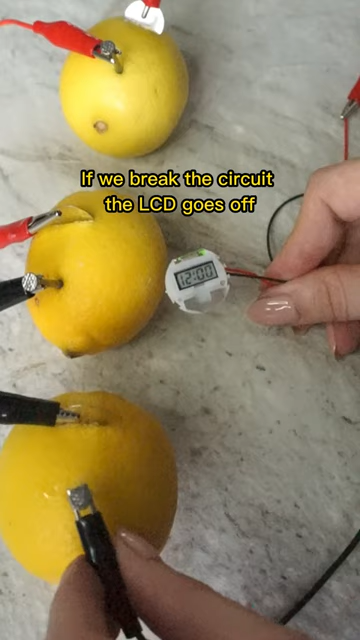 If we break the circuit
the LCD goes off
12:00